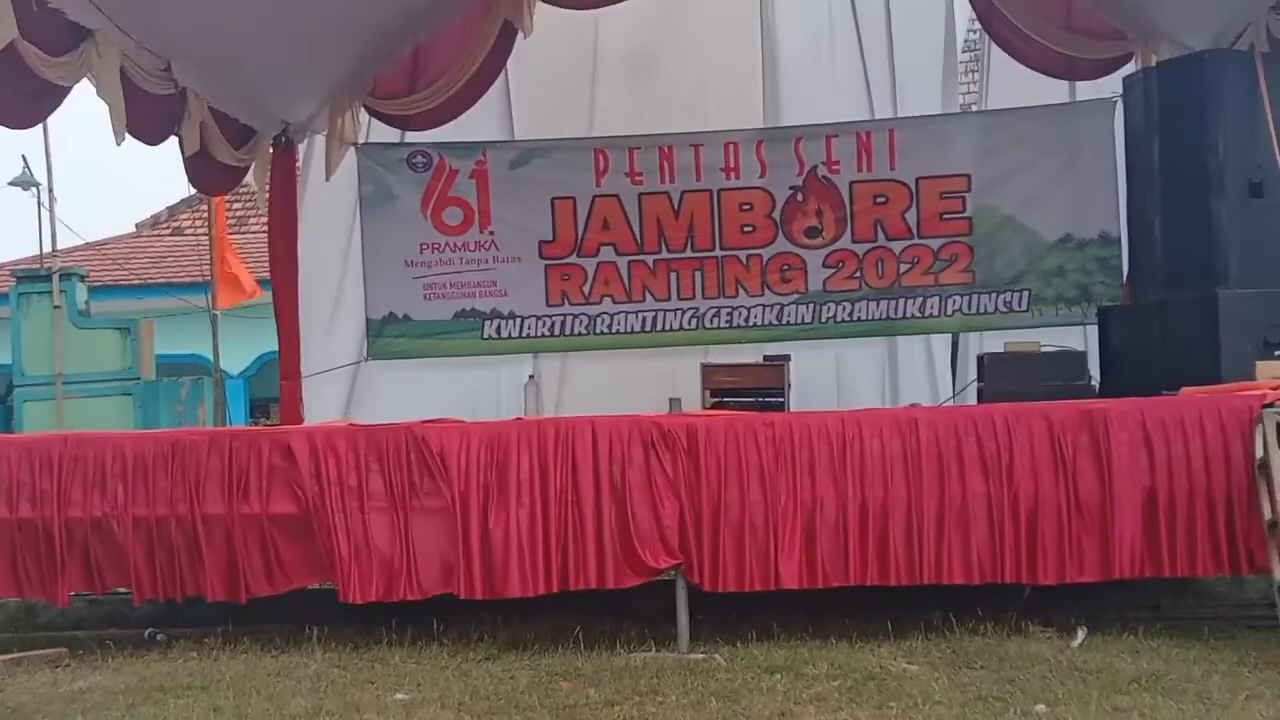 61
PRAMUKA
Mengabdi Tanpa Batas
UNTUK MEMBANGUN
KETANGGUHAN BANGSA
PENTAS SENI
JAMBORE
RANTING 2022
KWARTIR RANTING GERAKAN PRAMUKA PUNCU